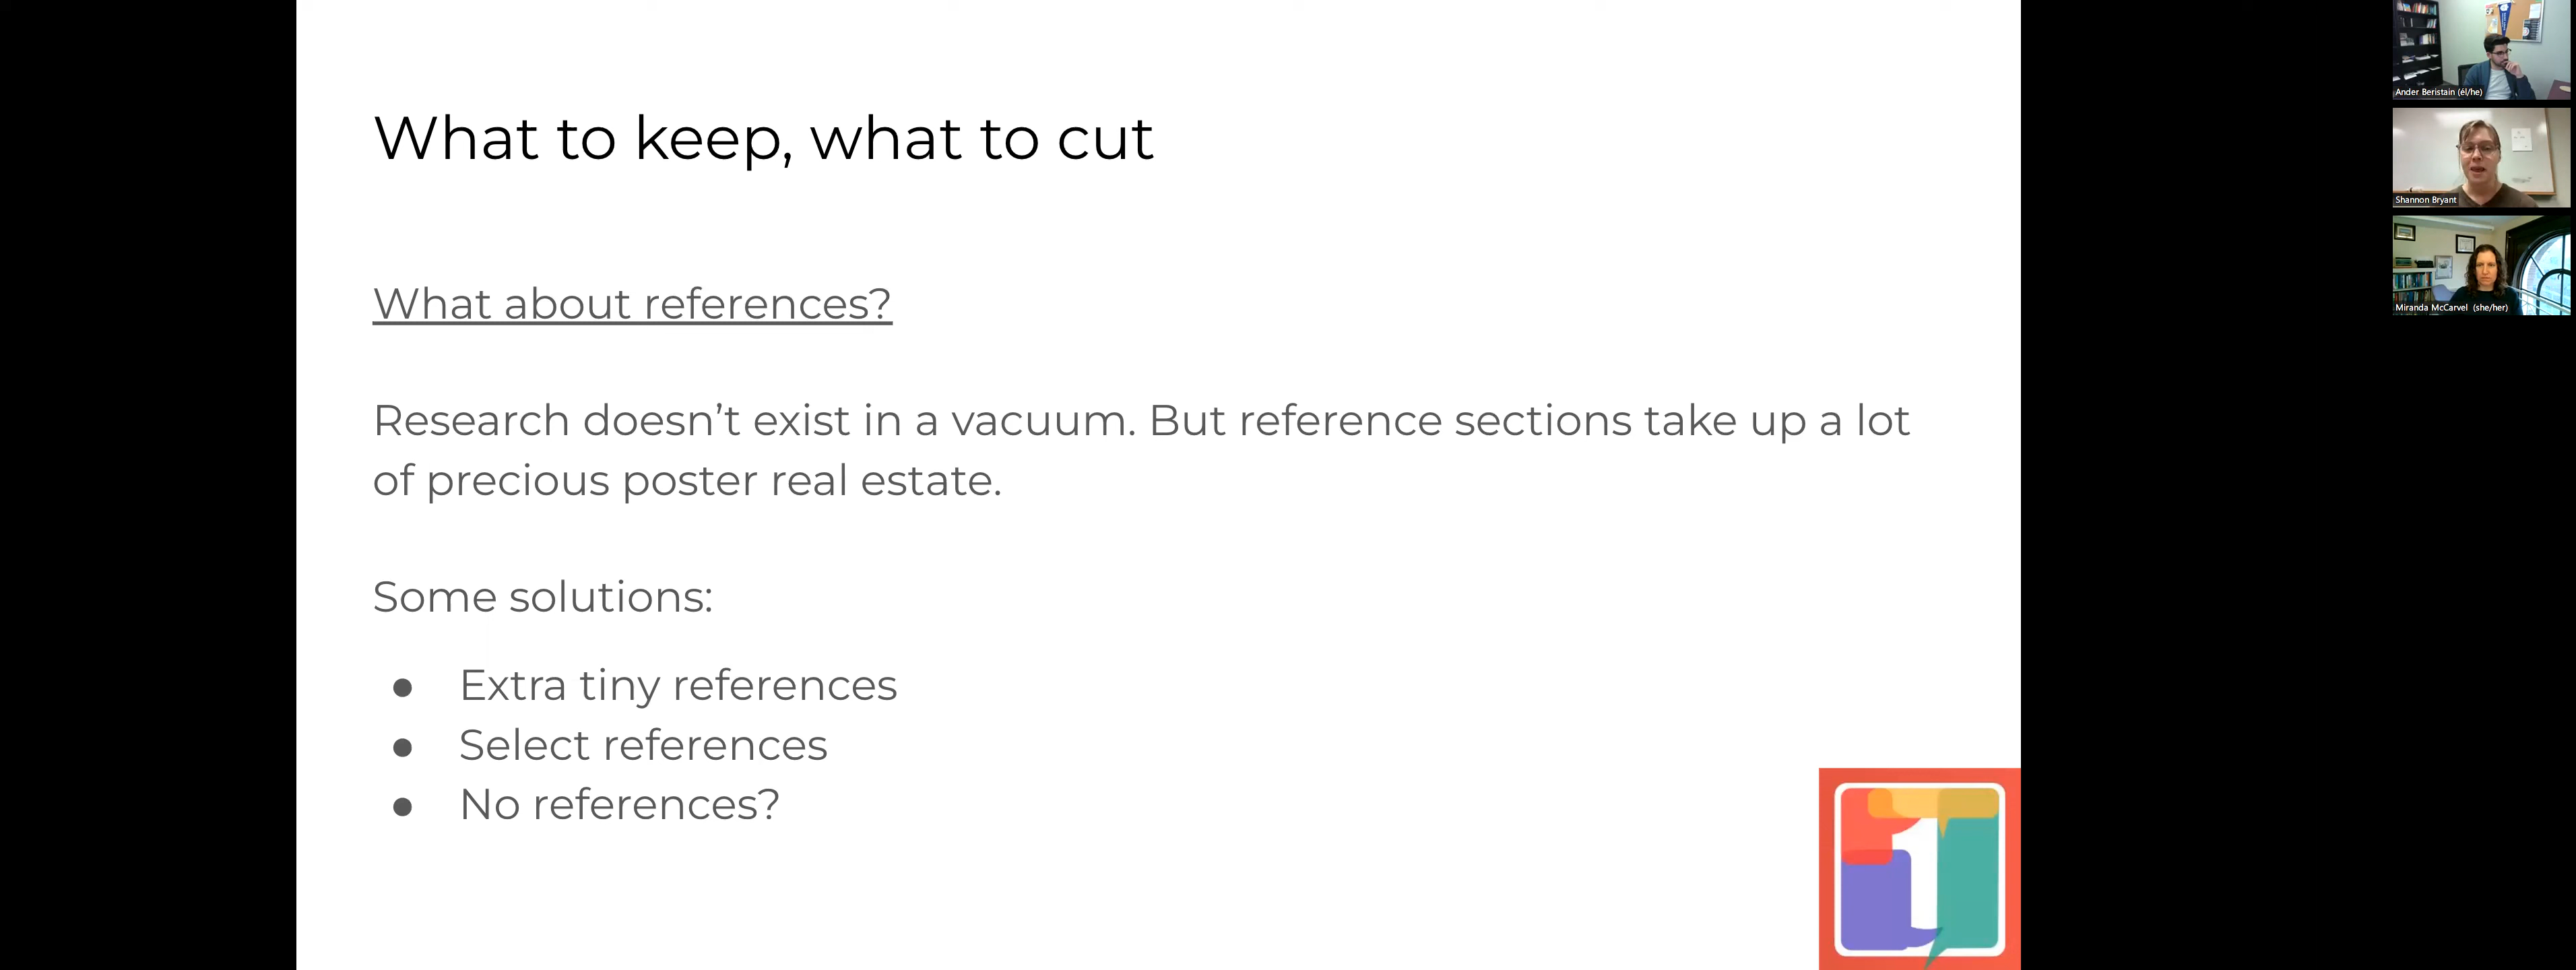 What to keep, what to cut
What about references?
Research doesn’t exist in a vacuum. But reference sections take up a lot
of precious poster real estate.
Some solutions:
● Extra tiny references
● Select references
● No references?
1
Ander Beristain (él/he)
Shannon Bryant
Miranda McCarvel (she/her)